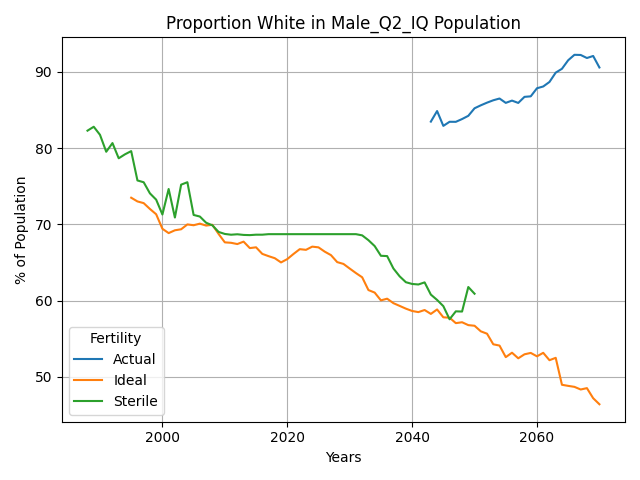 Proportion White in Male_Q2_IQ Population
% of Population
90
80
70
60
50
Fertility
Actual
Ideal
Sterile
2000
2020
2040
2060
Years